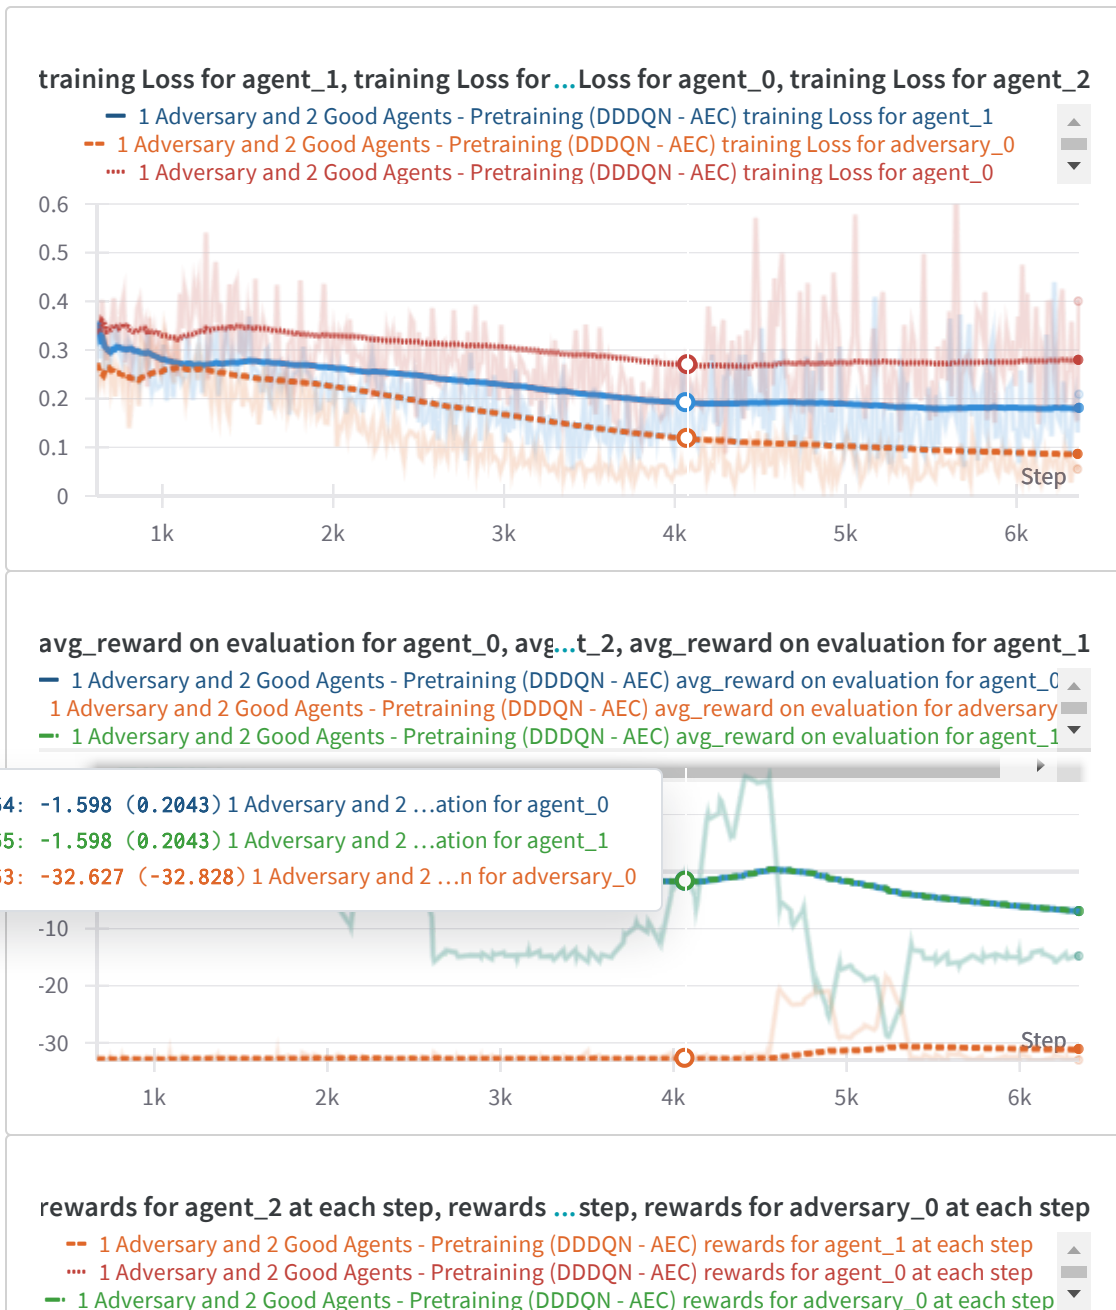 training Loss for agent_1, training Loss for...Loss for agent_0, training Loss for agent_2
1 Adversary and 2 Good Agents - Pretraining (DDDQN - AEC) training Loss for agent_1
1 Adversary and 2 Good Agents - Pretraining (DDDQN - AEC) training Loss for adversary_0
1 Adversary and 2 Good Agents - Pretraining (DDDQN - AEC) training Loss for agent_0
0.6
0.5
0.4
0.3
0.2
0.1
0
Step
1k 2k 3k 4k 5k 6k
avg_reward on evaluation for agent_0, avg...t_2, avg_reward on evaluation for agent_1
1 Adversary and 2 Good Agents - Pretraining (DDDQN - AEC) avg_reward on evaluation for agent_0
1 Adversary and 2 Good Agents - Pretraining (DDDQN - AEC) avg_reward on evaluation for adversary
1 Adversary and 2 Good Agents - Pretraining (DDDQN - AEC) avg_reward on evaluation for agent_1
54: -1.598 (0.2043) 1 Adversary and 2 ...ation for agent_0
55: -1.598 (0.2043) 1 Adversary and 2 ...ation for agent_1
53: -32.627 (-32.828) 1 Adversary and 2 ...n for adversary_0
-10
-20
-30
Step
1k 2k 3k 4k 5k 6k
rewards for agent_2 at each step, rewards ...step, rewards for adversary_0 at each step
1 Adversary and 2 Good Agents - Pretraining (DDDQN - AEC) rewards for agent_1 at each step
1 Adversary and 2 Good Agents - Pretraining (DDDQN - AEC) rewards for agent_0 at each step
1 Adversary and 2 Good Agents - Pretraining (DDDQN - AEC) rewards for adversary_0 at each step